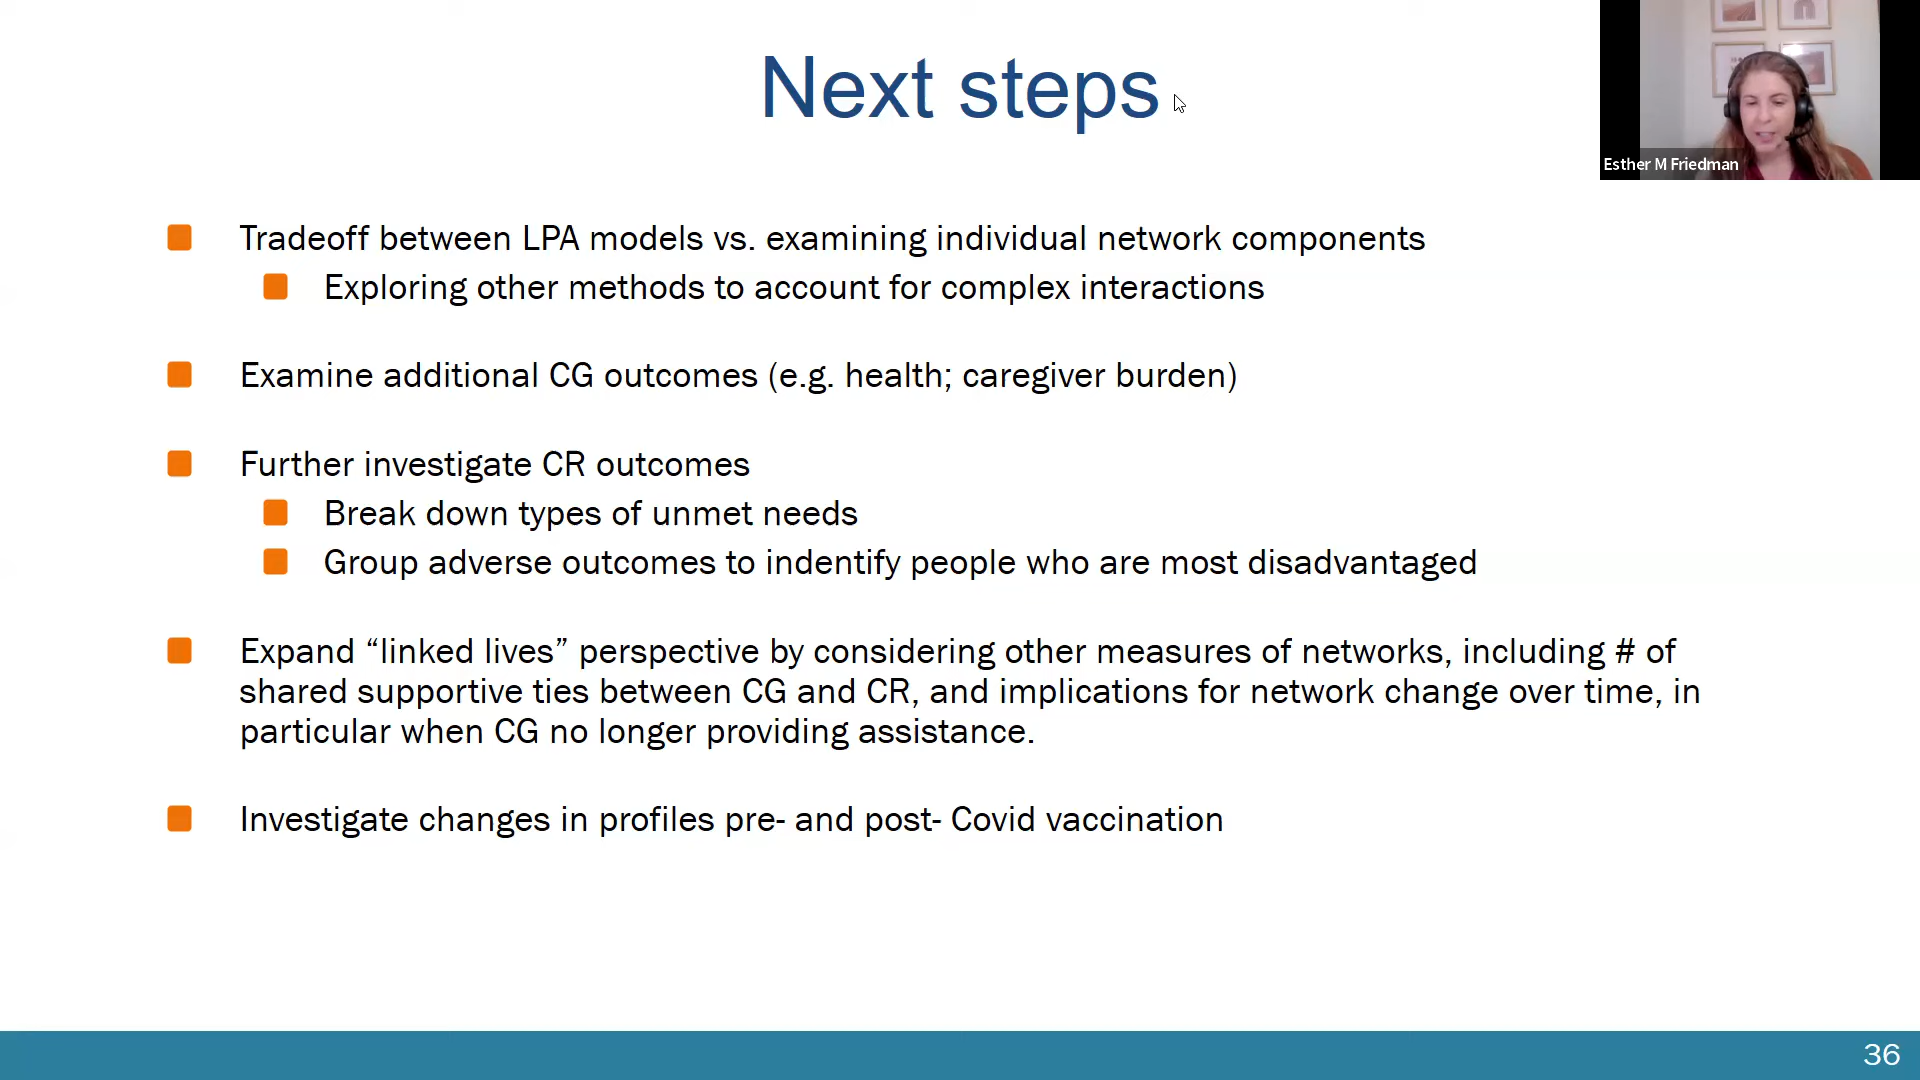 Next steps
Esther M Friedman
Tradeoff between LPA models vs. examining individual network components
Exploring other methods to account for complex interactions
Examine additional CG outcomes (e.g. health; caregiver burden)
Further investigate CR outcomes
Break down types of unmet needs
Group adverse outcomes to indentify people who are most disadvantaged
Expand “linked lives” perspective by considering other measures of networks, including # of
shared supportive ties between CG and CR, and implications for network change over time, in
particular when CG no longer providing assistance.
Investigate changes in profiles pre- and post- Covid vaccination
36